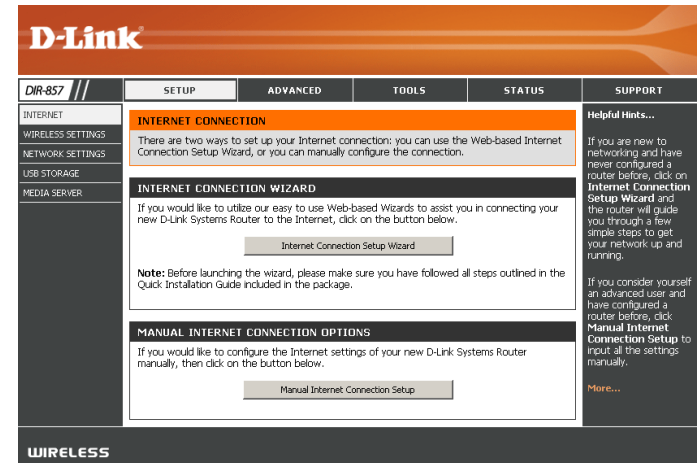 D-Link
DIR-857
SETUP
ADVANCED
TOOLS
STATUS
SUPPORT
INTERNET
WIRELESS SETTINGS
NETWORK SETTINGS
USB STORAGE
MEDIA SERVER
INTERNET CONNECTION
There are two ways to set up your Internet connection: you can use the Web-based Internet
Connection Setup Wizard, or you can manually configure the connection.
INTERNET CONNECTION WIZARD
If you would like to utilize our easy to use Web-based Wizards to assist you in connecting your
new D-Link Systems Router to the Internet, click on the button below.
Internet Connection Setup Wizard
Note: Before launching the wizard, please make sure you have followed all steps outlined in the
Quick Installation Guide included in the package.
MANUAL INTERNET CONNECTION OPTIONS
If you would like to configure the Internet settings of your new D-Link Systems Router
manually, then click on the button below.
Manual Internet Connection Setup
Helpful Hints...
If you are new to
networking and have
never configured a
router before, click on
Internet Connection
Setup Wizard and
the router will guide
you through a few
simple steps to get
your network up and
running.
If you consider yourself
an advanced user and
have configured a
router before, click
Manual Internet
Connection Setup to
input all the settings
manually.
More...
WIRELESS